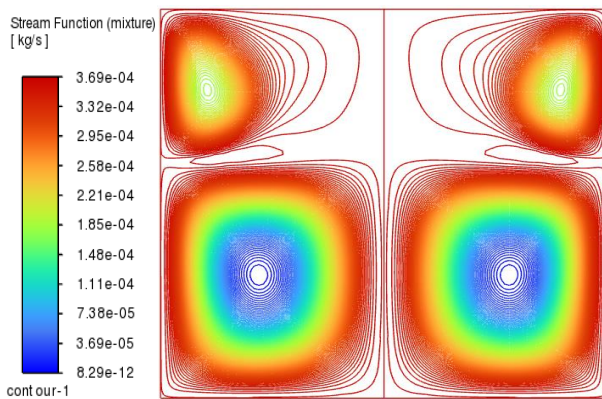 Stream Function (mixture)
[ kg/s ]
3.69e-04
3.32e-04
2.95e-04
2.58e-04
2.21e-04
1.85e-04
1.48e-04
1.11e-04
7.38e-05
3.69e-05
8.29e-12
contour-1